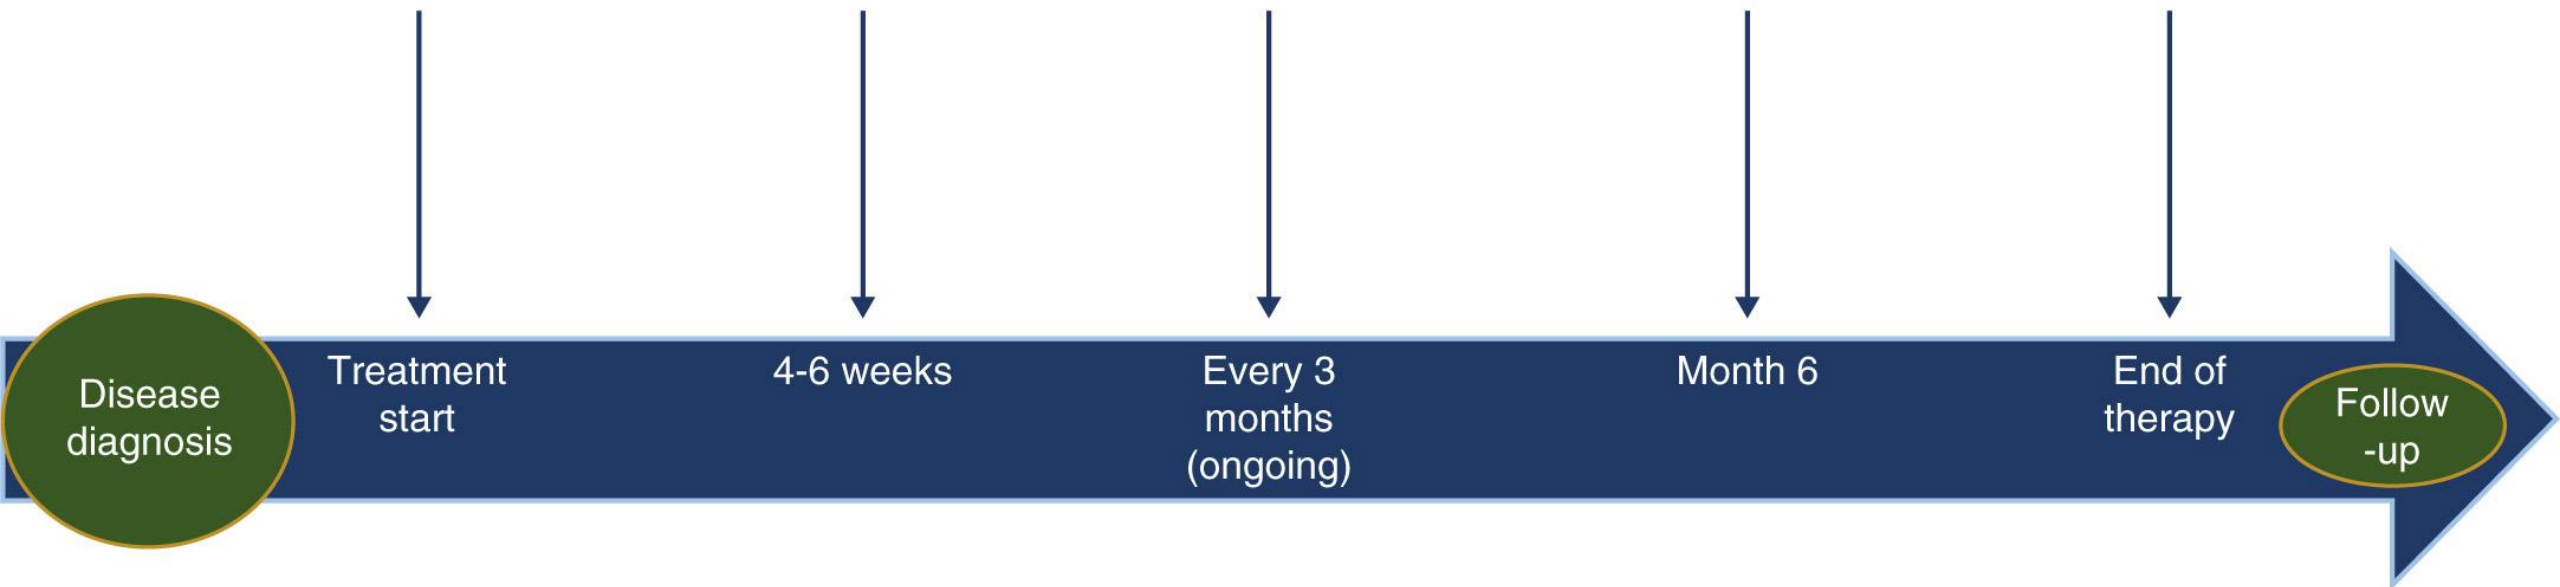 Disease
diagnosis
Treatment
start
4-6 weeks
Every 3
months
(ongoing)
Month 6
End of
therapy
Follow
-up